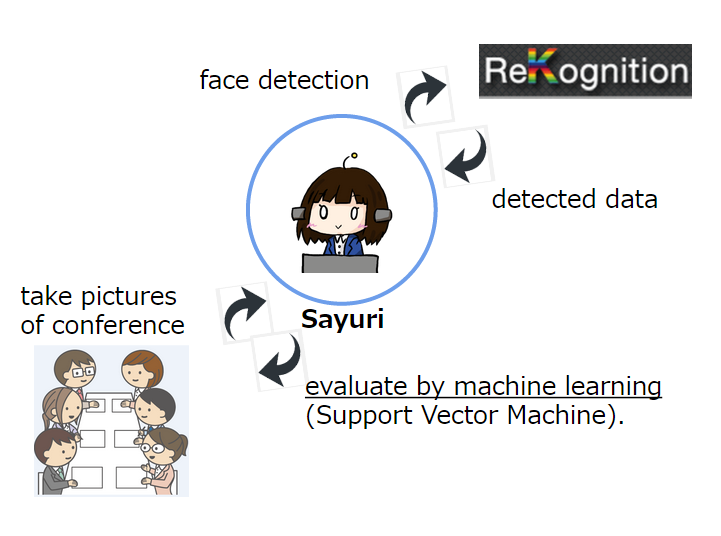 face detection
ReKognition
detected data
take pictures
of conference
Sayuri
evaluate by machine learning
(Support Vector Machine).